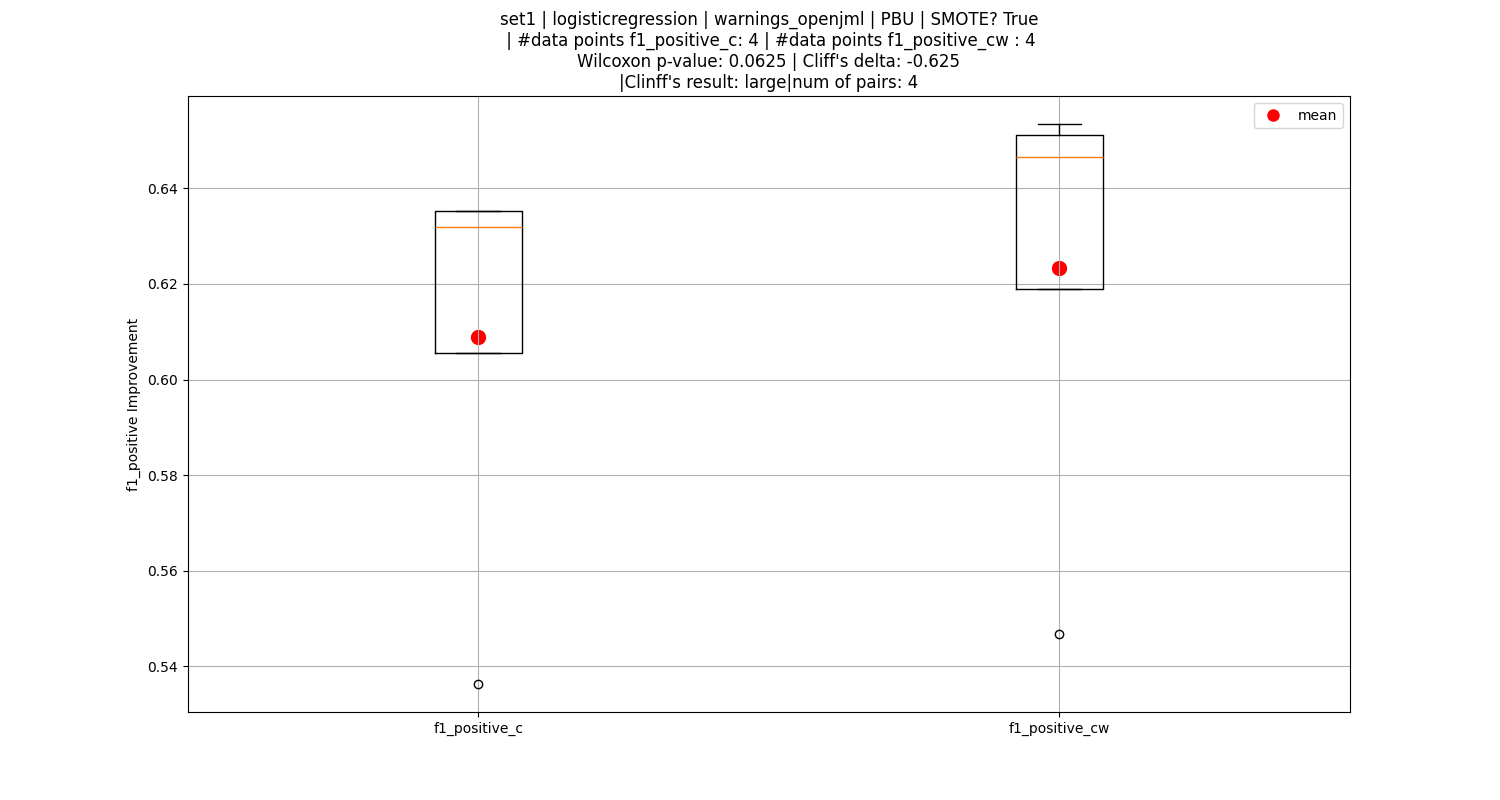 set1 | logisticregression | warnings_openjml | PBU | SMOTE? True
| #data points f1_positive_c: 4 | #data points f1_positive_cw : 4
Wilcoxon p-value: 0.0625 | Cliff's delta: -0.625
|Clinff's result: large|num of pairs: 4
mean
0.64
0.62
0.60
0.58
0.56
0.54
f1_positive Improvement
f1_positive_c
f1_positive_cw